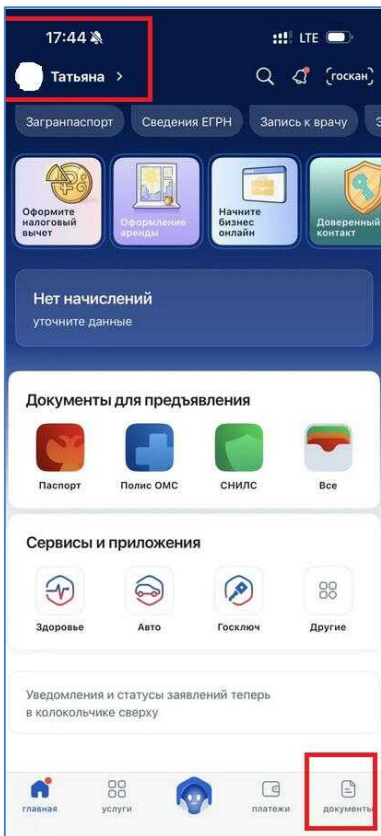 17:44 LTE
Татьяна > [госкан]
Загранпаспорт Сведения ЕГРН Запись к врачу
Оформите
налоговый
вычет
Оформление
аренды
Начните
бизнес
онлайн
Доверенный
контакт
Нет начислений
уточните данные
Документы для предъявления
Паспорт Полис ОМС СНИЛС Все
Сервисы и приложения
Здоровье Авто Госключ Другие
Уведомления и статусы заявлений теперь
в колокольчике сверху
главная услуги платежи документы